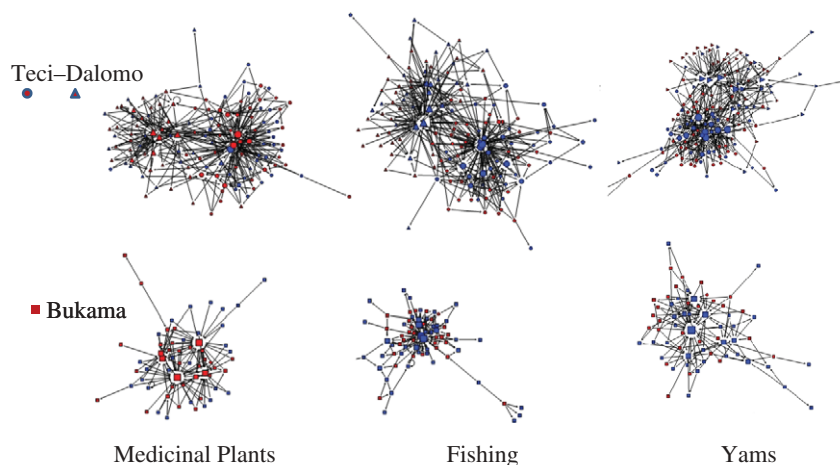 Teci–Dalomo
Bukama
Medicinal Plants
Fishing
Yams